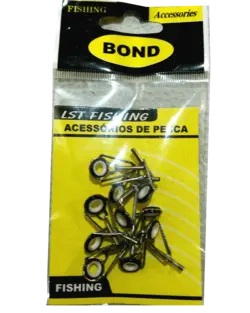 FISHING
Accessories
BOND
LST FISHING
ACESSÓRIOS DE PESCA
FISHING